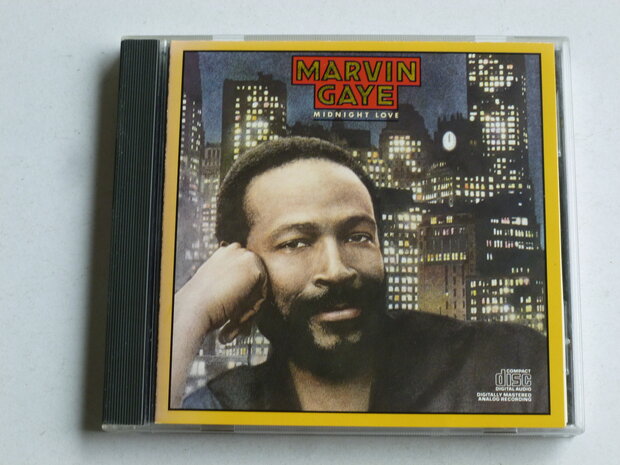 MARVIN
GAYE
MIDNIGHT LOVE
COMPACT
disc
DIGITAL AUDIO
DIGITALLY MASTERED
ANALOG RECORDING